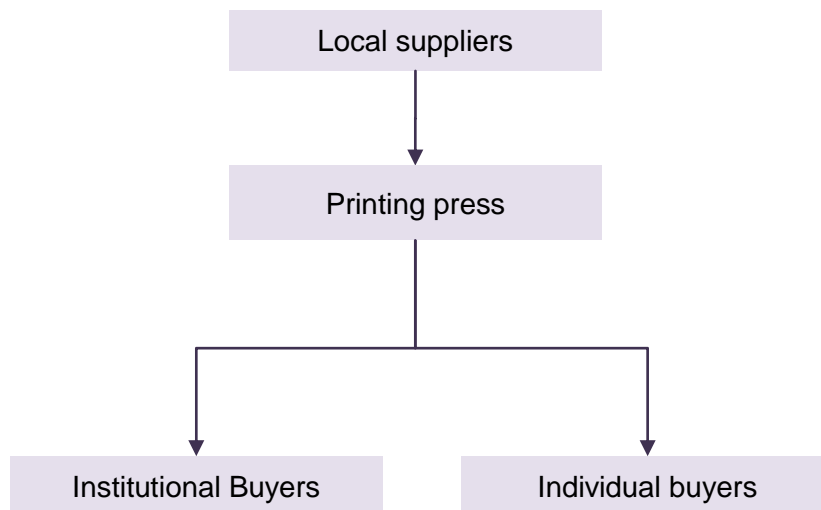 Local suppliers
Printing press
Institutional Buyers
Individual buyers